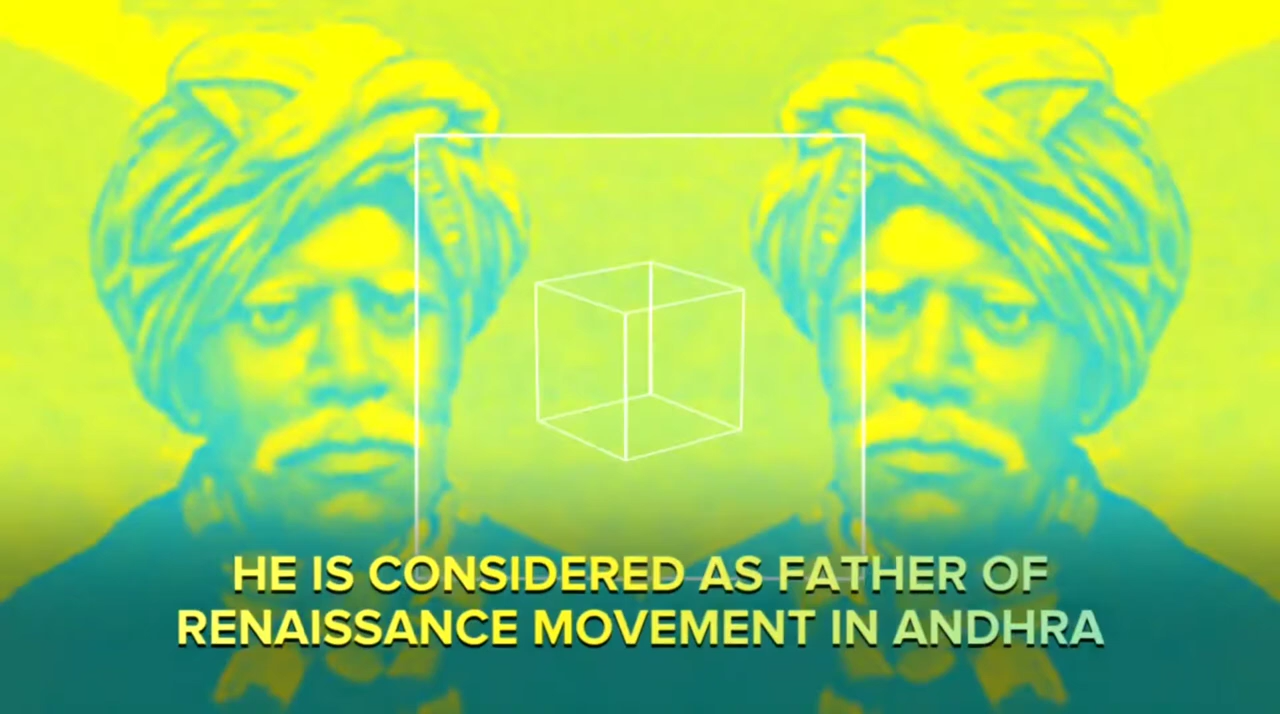 HE IS CONSIDERED AS FATHER OF
RENAISSANCE MOVEMENT IN ANDHRA